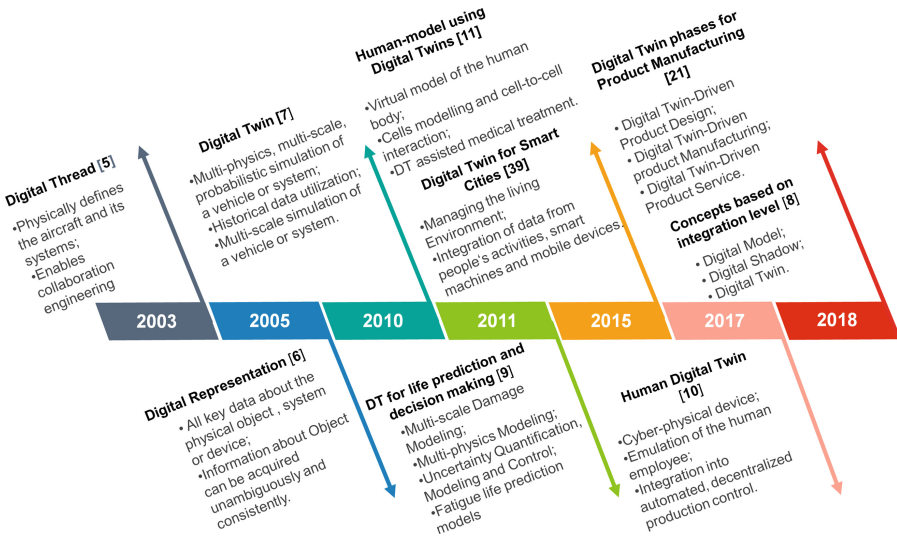 Digital Thread [5]
•Physically defines
the aircraft and its
systems;
•Enables
collaboration
engineering
Digital Twin [7]
•Multi-physics, multi-scale,
probabilistic simulation of
a vehicle or system;
•Historical data utilization;
•Multi-scale simulation of
a vehicle or system.
Human-model using
Digital Twins [11]
•Virtual model of the human
body;
•Cells modelling and cell-to-cell
interaction;
•DT assisted medical treatment.
Digital Twin for Smart
Cities [39]
•Managing the living
Environment;
•Integration of data from
people's activities, smart
machines and mobile devices.
Digital Twin phases for
Product Manufacturing
[21]
• Digital Twin-Driven
Product Design;
• Digital Twin-Driven
product Manufacturing;
• Digital Twin-Driven
Product Service.
Concepts based on
integration level [8]
• Digital Model;
• Digital Shadow;
• Digital Twin.
2003
2005
2010
2011
2015
2017
2018
Digital Representation [6]
• All key data about the
physical object , system
or device;
• Information about Object
can be acquired
unambiguously and
consistently.
DT for life prediction and
decision making [9]
•Multi-scale Damage
Modeling;
•Multi-physics Modeling;
•Uncertainty Quantification,
Modeling and Control;
•Fatigue life prediction
models
Human Digital Twin
[10]
•Cyber-physical device;
•Emulation of the human
employee;
•Integration into
automated, decentralized
production control.